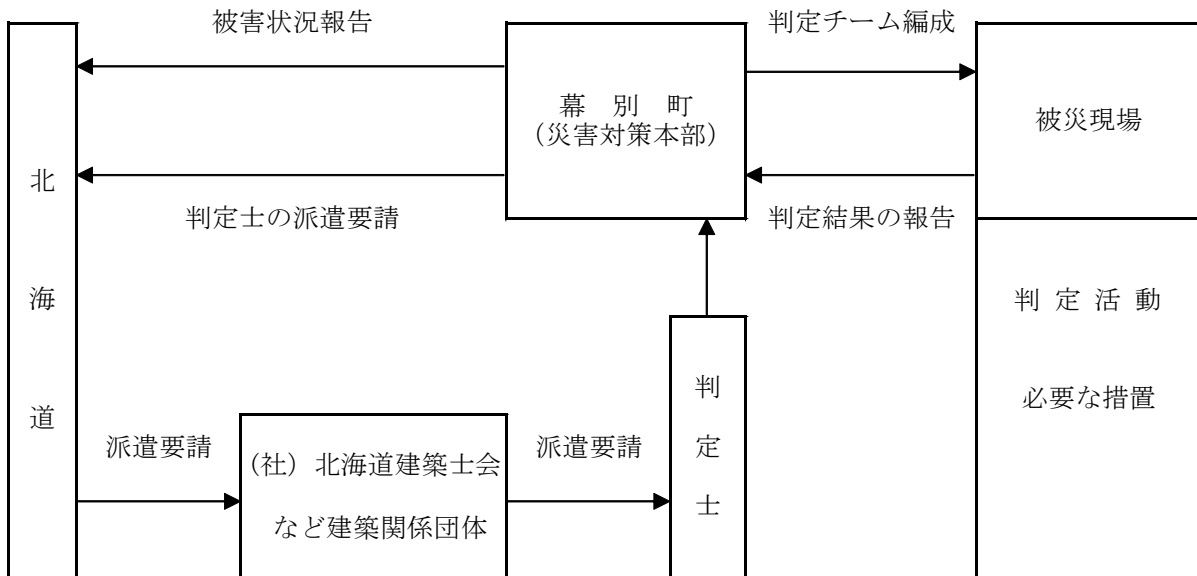 被害状況報告
判定チーム編成
幕別町
（災害対策本部）
被災現場
北海道
判定士の派遣要請
判定結果の報告
判定活動
必要な措置
判定士
派遣要請
（社）北海道建築士会
など建築関係団体
派遣要請